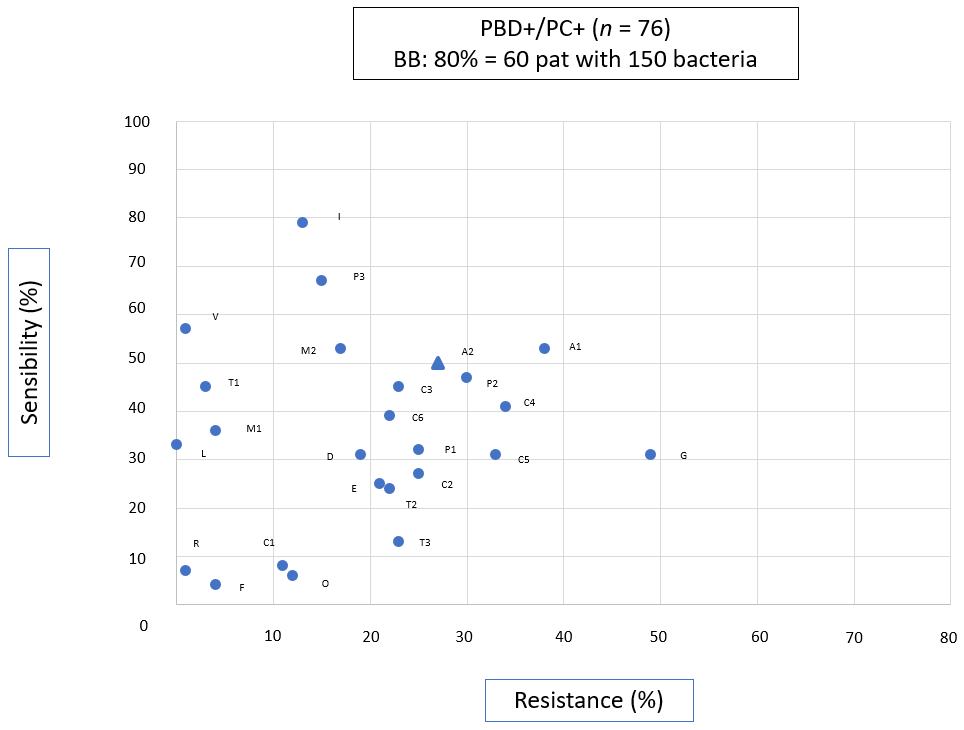 PBD+/PC+ (n = 76)
BB: 80% = 60 pat with 150 bacteria
100
90
80
70
60
50
40
30
20
10
0
Sensibility (%)
I
P3
V
M2
A2
A1
T1
C3
P2
C4
C6
M1
L
D
P1
C5
G
E
C2
T2
R
C1
T3
F
O
10
20
30
40
50
60
70
80
Resistance (%)